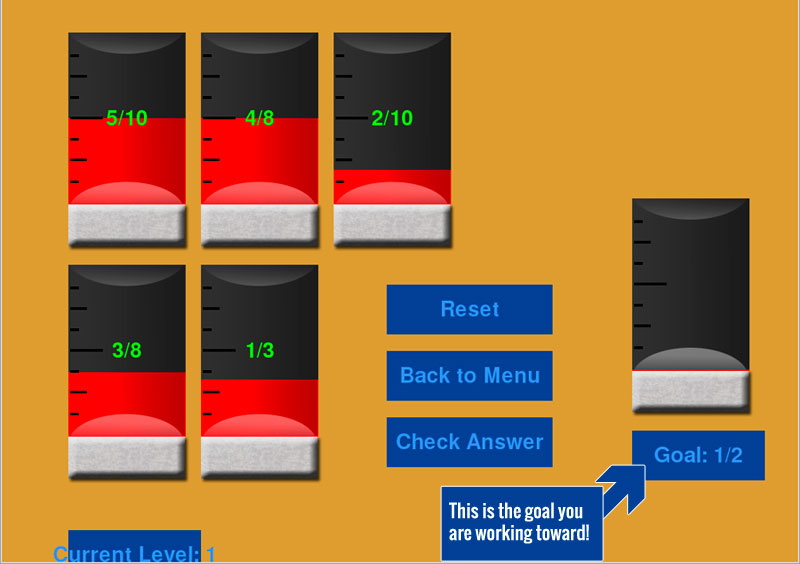 5/10
4/8
2/10
3/8
1/3
Reset
Back to Menu
Check Answer
Goal: 1/2
This is the goal you
are working toward!
Current Level: 1